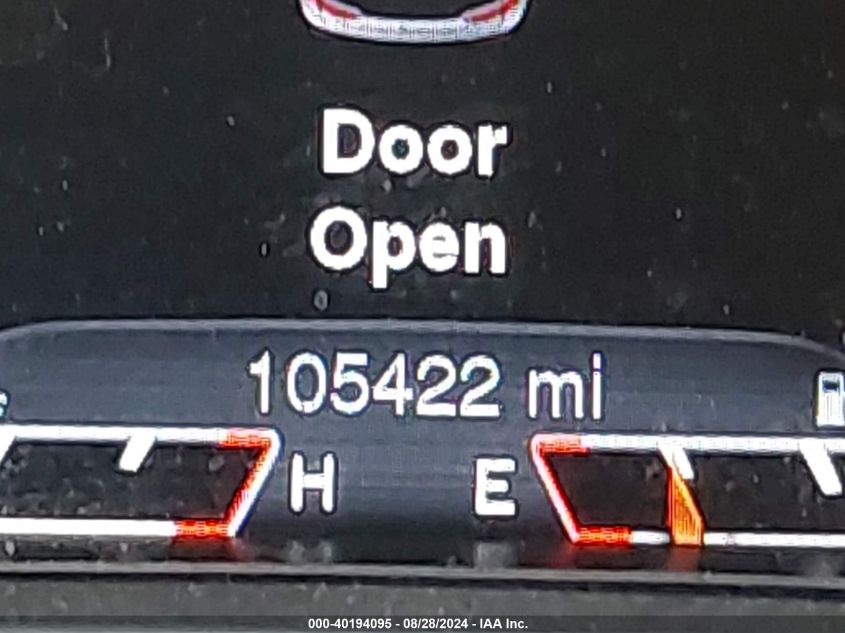 Door
Open
105422 mi
H E
000-40194095 - 08/28/2024 - IAA Inc.